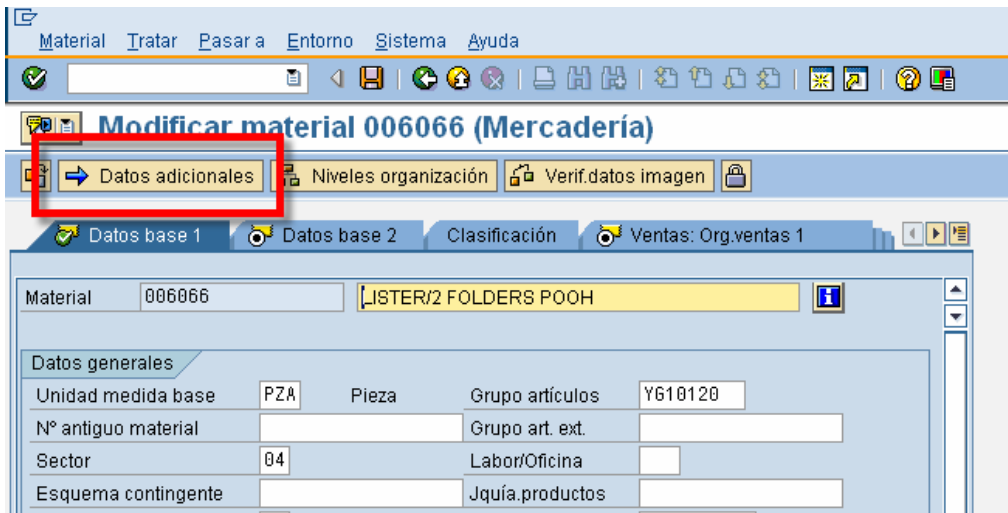 Material Tratar Pasar a Entorno Sistema Ayuda
Modificar material 006066 (Mercadería)
Datos adicionales Niveles organización Verif.datos imagen
Datos base 1 Datos base 2 Clasificación Ventas: Org.ventas 1
Material 006066 LISTER/2 FOLDERS POOH
Datos generales
Unidad medida base PZA Pieza Grupo artículos YG10120
Nº antiguo material Grupo art. ext.
Sector 04 Labor/Oficina
Esquema contingente Jquía.productos